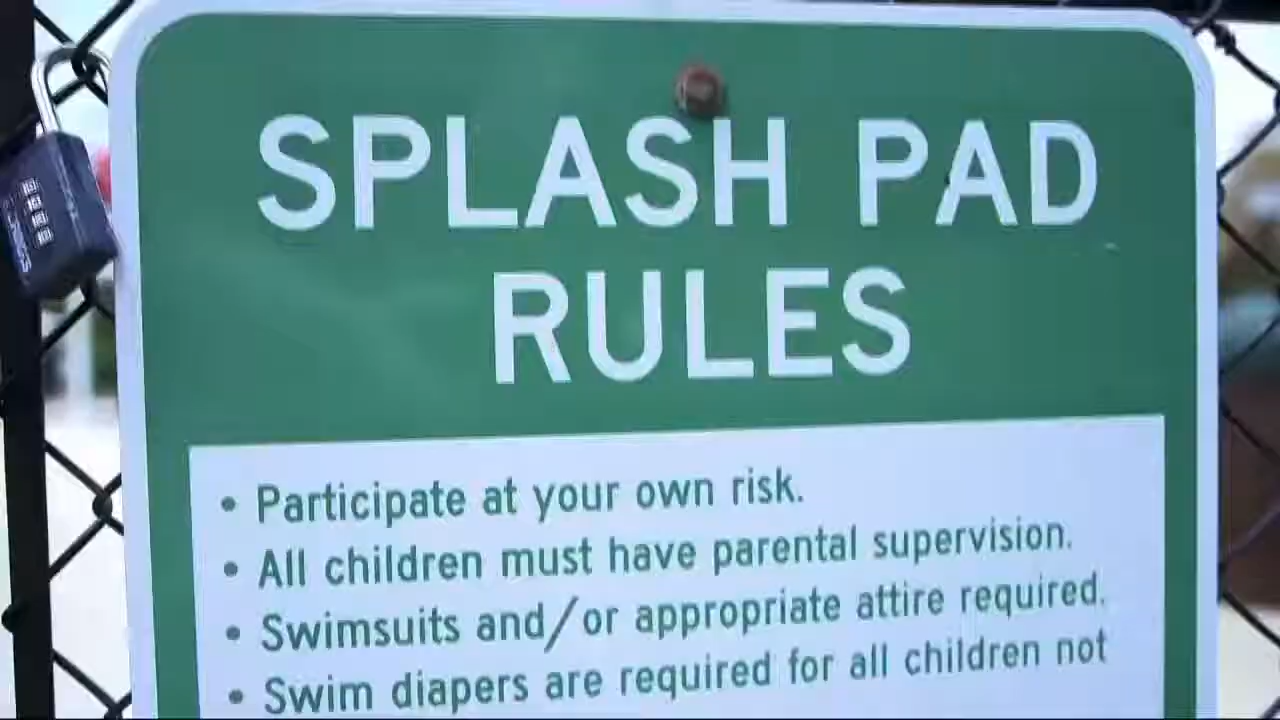 SPLASH PAD
RULES
• Participate at your own risk.
• All children must have parental supervision.
• Swimsuits and/or appropriate attire required.
• Swim diapers are required for all children not